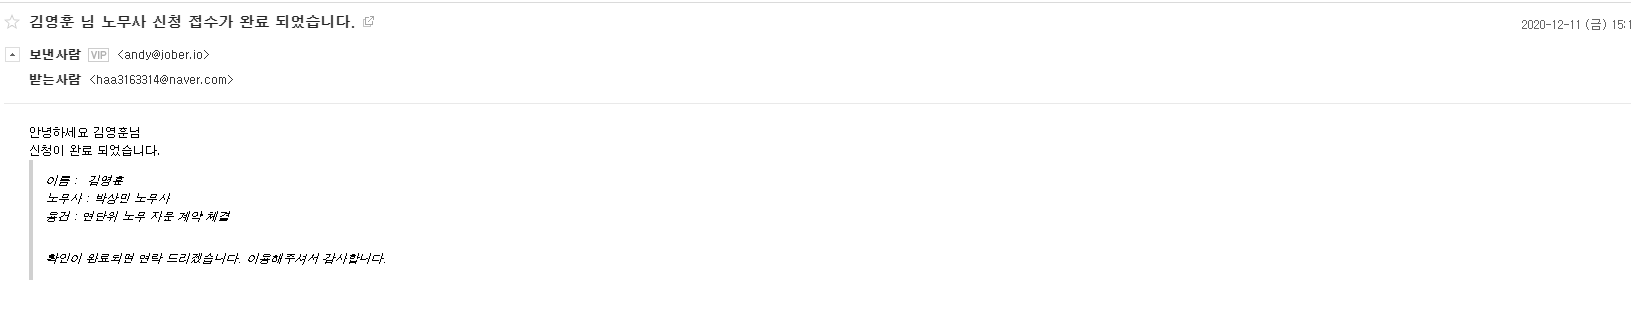 김영훈 님 노무사 신청 접수가 완료 되었습니다.
2020-12-11 (금) 15:1
보낸사람 VIP <andy@jober.io>
받는사람 <haa3163314@naver.com>
안녕하세요 김영훈님
신청이 완료 되었습니다.
이름 : 김영훈
노무사 : 박상민 노무사
용건 : 연단위 노무 자문 계약 체결
확인이 완료되면 연락 드리겠습니다. 이용해주셔서 감사합니다.